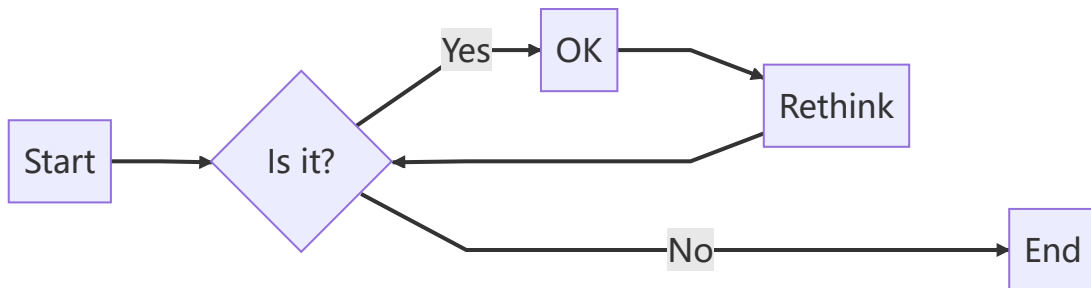 Start
Is it?
Yes
OK
Rethink
No
End